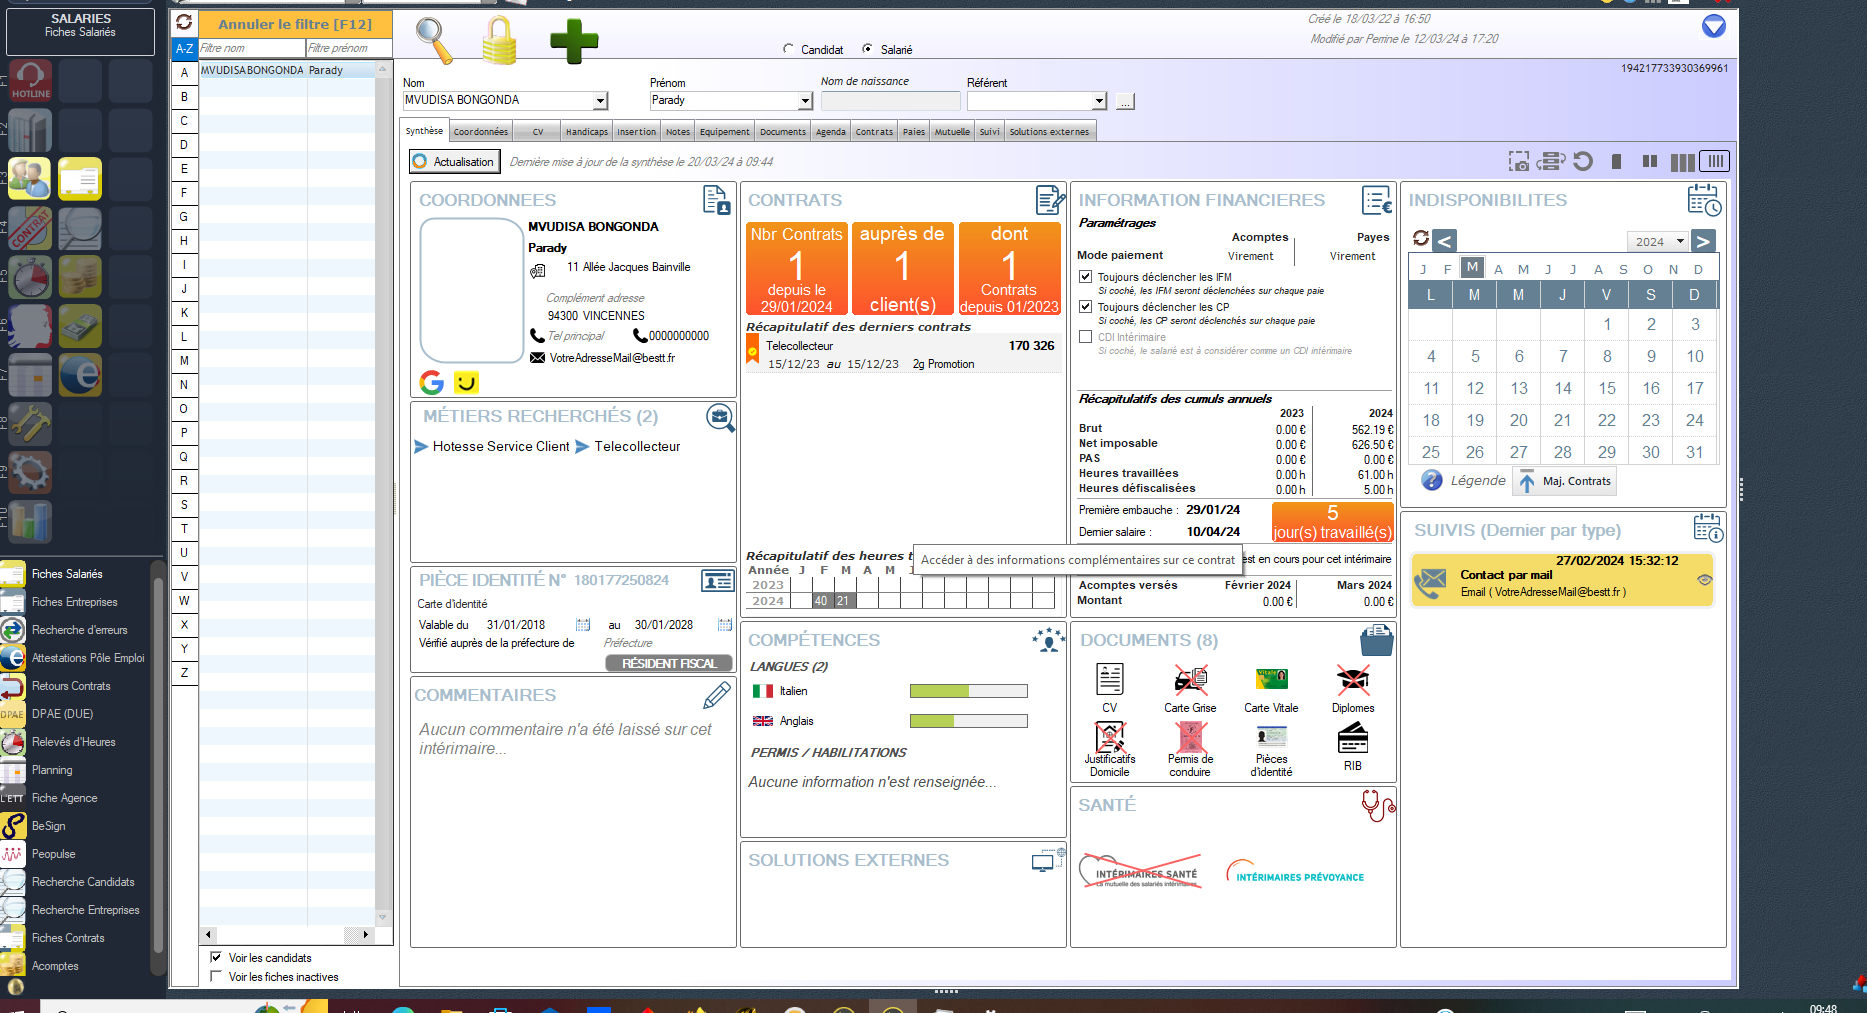 SALARIES
Fiches Salariés
Annuler le filtre [F12]
Filtre nom
Filtre prénom
MVUDISA BONGONDA Parady
A-Z
A
B
C
D
E
F
G
H
I
J
K
L
M
N
O
P
Q
R
S
T
U
V
W
X
Y
Z
F1
HOTLINE
F2
F3
F4
CONTRAT
F5
F6
F7
F8
F9
F10
Fiches Salariés
Fiches Entreprises
Recherche d'erreurs
Attestations Pôle Emploi
Retours Contrats
DPAE
DPAE (DUE)
Relevés d'Heures
Planning
Fiche Agence
BeSign
Peopulse
Recherche Candidats
Recherche Entreprises
Fiches Contrats
Acomptes
Voir les candidats
Voir les fiches inactives
Candidat
Salarié
Créé le 18/03/22 à 16:50
Modifié par Perrine le 12/03/24 à 17:20
194217733930369961
Nom
MVUDISA BONGONDA
Prénom
Parady
Nom de naissance
Référent
...
Synthèse
Coordonnées
CV
Handicaps
Insertion
Notes
Equipement
Documents
Agenda
Contrats
Paies
Mutuelle
Suivi
Solutions externes
Actualisation
Dernière mise à jour de la synthèse le 20/03/24 à 09:44
COORDONNEES
MVUDISA BONGONDA
Parady
11 Allée Jacques Bainville
Complément adresse
94300 VINCENNES
Tel principal
0000000000
VotreAdresseMail@bestt.fr
MÉTIERS RECHERCHÉS (2)
Hotesse Service Client
Telecollecteur
PIÈCE IDENTITÉ N° 180177250824
Carte d'identité
Valable du 31/01/2018 au 30/01/2028
Vérifié auprès de la préfecture de Préfecture
RÉSIDENT FISCAL
COMMENTAIRES
Aucun commentaire n'a été laissé sur cet
intérimaire...
CONTRATS
Nbr Contrats
1
depuis le
29/01/2024
auprès de
1
client(s)
dont
1
Contrats
depuis 01/2023
Récapitulatif des derniers contrats
Telecollecteur 170 326
15/12/23 au 15/12/23 2g Promotion
Récapitulatif des heures t
Accéder à des informations complémentaires sur ce contrat
Année J F M A M J
2023
2024 40 21
COMPÉTENCES
LANGUES (2)
Italien
Anglais
PERMIS / HABILITATIONS
Aucune information n'est renseignée...
SOLUTIONS EXTERNES
INFORMATION FINANCIERES
Paramétrages
Acomptes Payes
Mode paiement Virement Virement
Toujours déclencher les IFM
Si coché, les IFM seront déclenchées sur chaque paie
Toujours déclencher les CP
Si coché, les CP seront déclenchés sur chaque paie
CDI Intérimaire
Si coché, le salarié est à considérer comme un CDI intérimaire
Récapitulatifs des cumuls annuels
2023 2024
Brut 0.00 € 562.19 €
Net imposable 0.00 € 626.50 €
PAS 0.00 € 0.00 €
Heures travaillées 0.00 h 61.00 h
Heures défiscalisées 0.00 h 5.00 h
Première embauche : 29/01/24
Dernier salaire : 10/04/24
5
jour(s) travaillé(s)
est en cours pour cet intérimaire
Acomptes versés Février 2024 Mars 2024
Montant 0.00 € 0.00 €
DOCUMENTS (8)
CV
Carte Grise
Vitale
Carte Vitale
Diplomes
Justificatifs
Domicile
Permis de
conduire
Pièces
d'identité
RIB
SANTÉ
INTÉRIMAIRES SANTÉ
La mutuelle des salariés intérimaires
INTÉRIMAIRES PRÉVOYANCE
INDISPONIBILITES
<
2024
>
J F M A M J J A S O N D
L M M J V S D
1 2 3
4 5 6 7 8 9 10
11 12 13 14 15 16 17
18 19 20 21 22 23 24
25 26 27 28 29 30 31
Légende
Maj. Contrats
SUIVIS (Dernier par type)
27/02/2024 15:32:12
Contact par mail
Email ( VotreAdresseMail@bestt.fr )
09:48